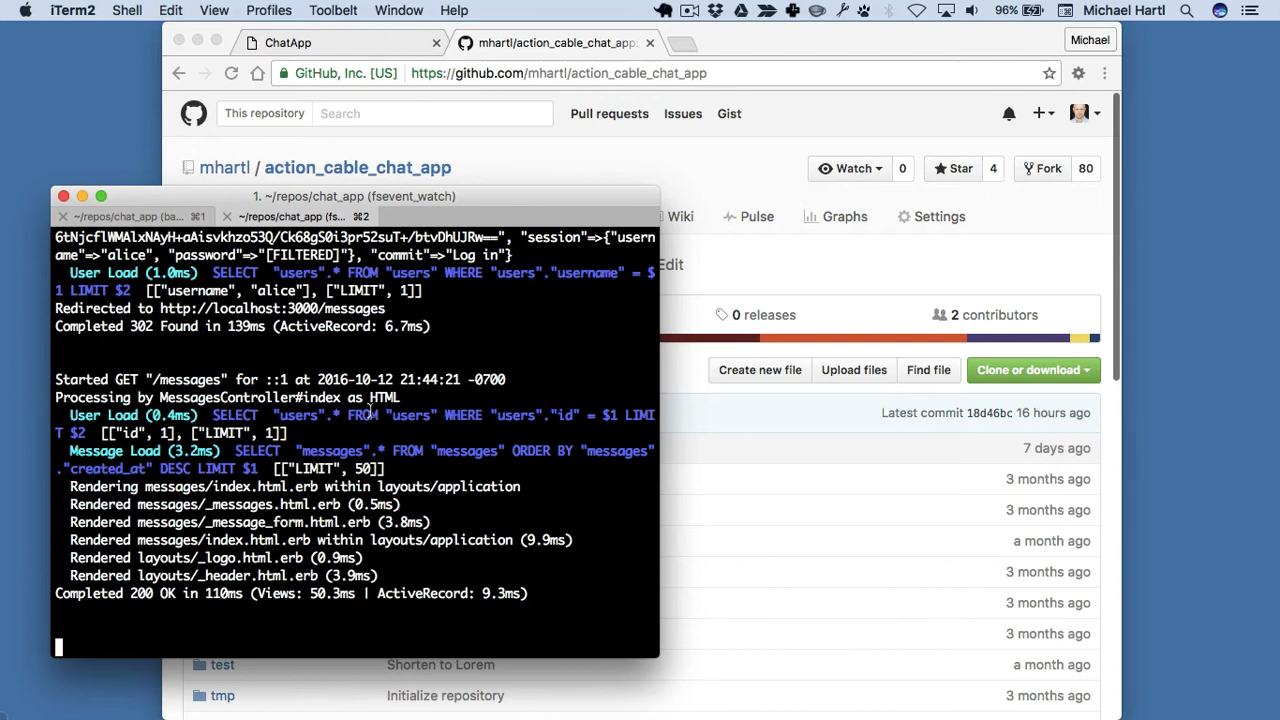 iTerm2 Shell Edit View Profiles Toolbelt Window Help 96% Michael Hartl
ChatApp mhartl/action_cable_chat_app: Michael
GitHub, Inc. [US] https://github.com/mhartl/action_cable_chat_app
This repository Search Pull requests Issues Gist
mhartl / action_cable_chat_app Watch 0 Star 4 Fork 80
1. ~/repos/chat_app (fsevent_watch)
~/repos/chat_app (ba... ⌘1 ~/repos/chat_app (fs... ⌘2
Wiki Pulse Graphs Settings
6tNjcflWMAlxNAyH+aAisvkhzo53Q/Ck68gS0i3pr52suT+/btvDhUJRw==", "session"=>{"usern
ame"=>"alice", "password"=>"[FILTERED]"}, "commit"=>"Log in"}
User Load (1.0ms) SELECT "users".* FROM "users" WHERE "users"."username" = $
1 LIMIT $2 [["username", "alice"], ["LIMIT", 1]]
Redirected to http://localhost:3000/messages
Completed 302 Found in 139ms (ActiveRecord: 6.7ms)
Started GET "/messages" for ::1 at 2016-10-12 21:44:21 -0700
Processing by MessagesController#index as HTML
User Load (0.4ms) SELECT "users".* FROM "users" WHERE "users"."id" = $1 LIMI
T $2 [["id", 1], ["LIMIT", 1]]
Message Load (3.2ms) SELECT "messages".* FROM "messages" ORDER BY "messages"
."created_at" DESC LIMIT $1 [["LIMIT", 50]]
Rendering messages/index.html.erb within layouts/application
Rendered messages/_messages.html.erb (0.5ms)
Rendered messages/_message_form.html.erb (3.8ms)
Rendered messages/index.html.erb within layouts/application (9.9ms)
Rendered layouts/_logo.html.erb (0.9ms)
Rendered layouts/_header.html.erb (3.9ms)
Completed 200 OK in 110ms (Views: 50.3ms | ActiveRecord: 9.3ms)
Edit
0 releases 2 contributors
Create new file Upload files Find file Clone or download
Latest commit 18d46bc 16 hours ago
7 days ago
3 months ago
3 months ago
a month ago
3 months ago
3 months ago
3 months ago
test Shorten to Lorem a month ago
tmp Initialize repository 3 months ago